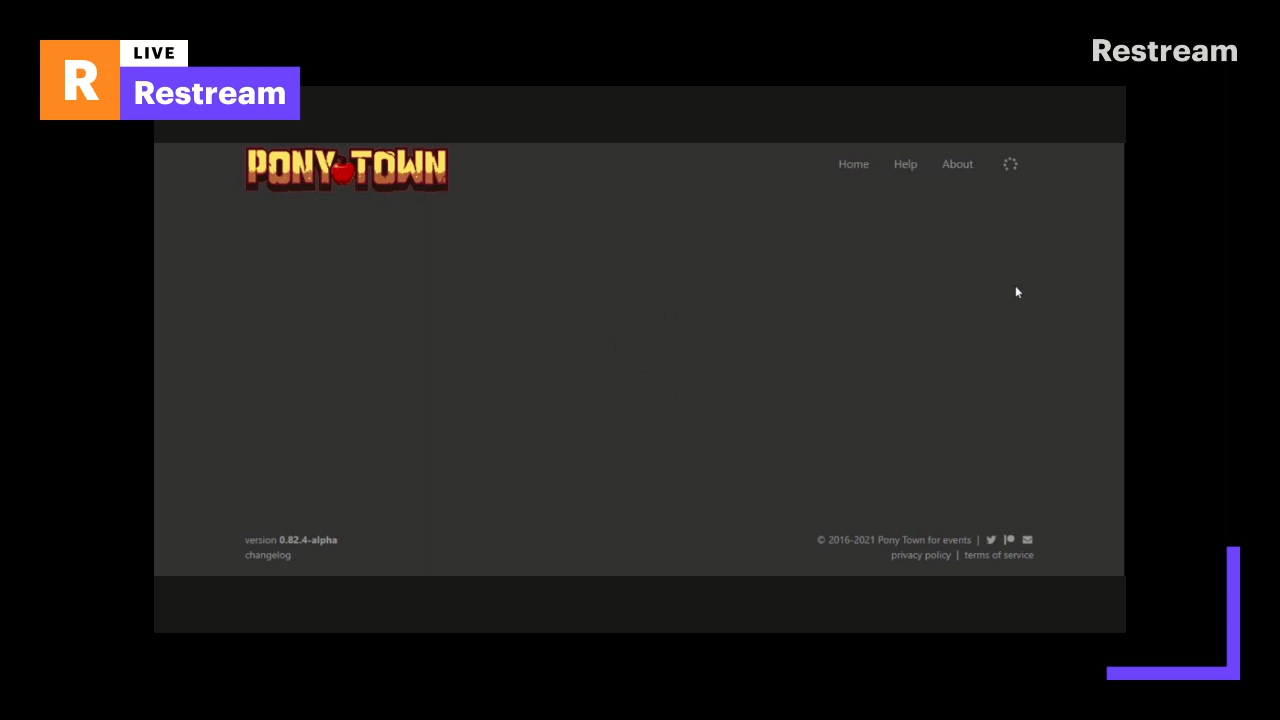 R
LIVE
Restream
Restream
PONY TOWN
Home Help About
version 0.82.4-alpha
changelog
© 2016-2021 Pony Town for events |
privacy policy | terms of service